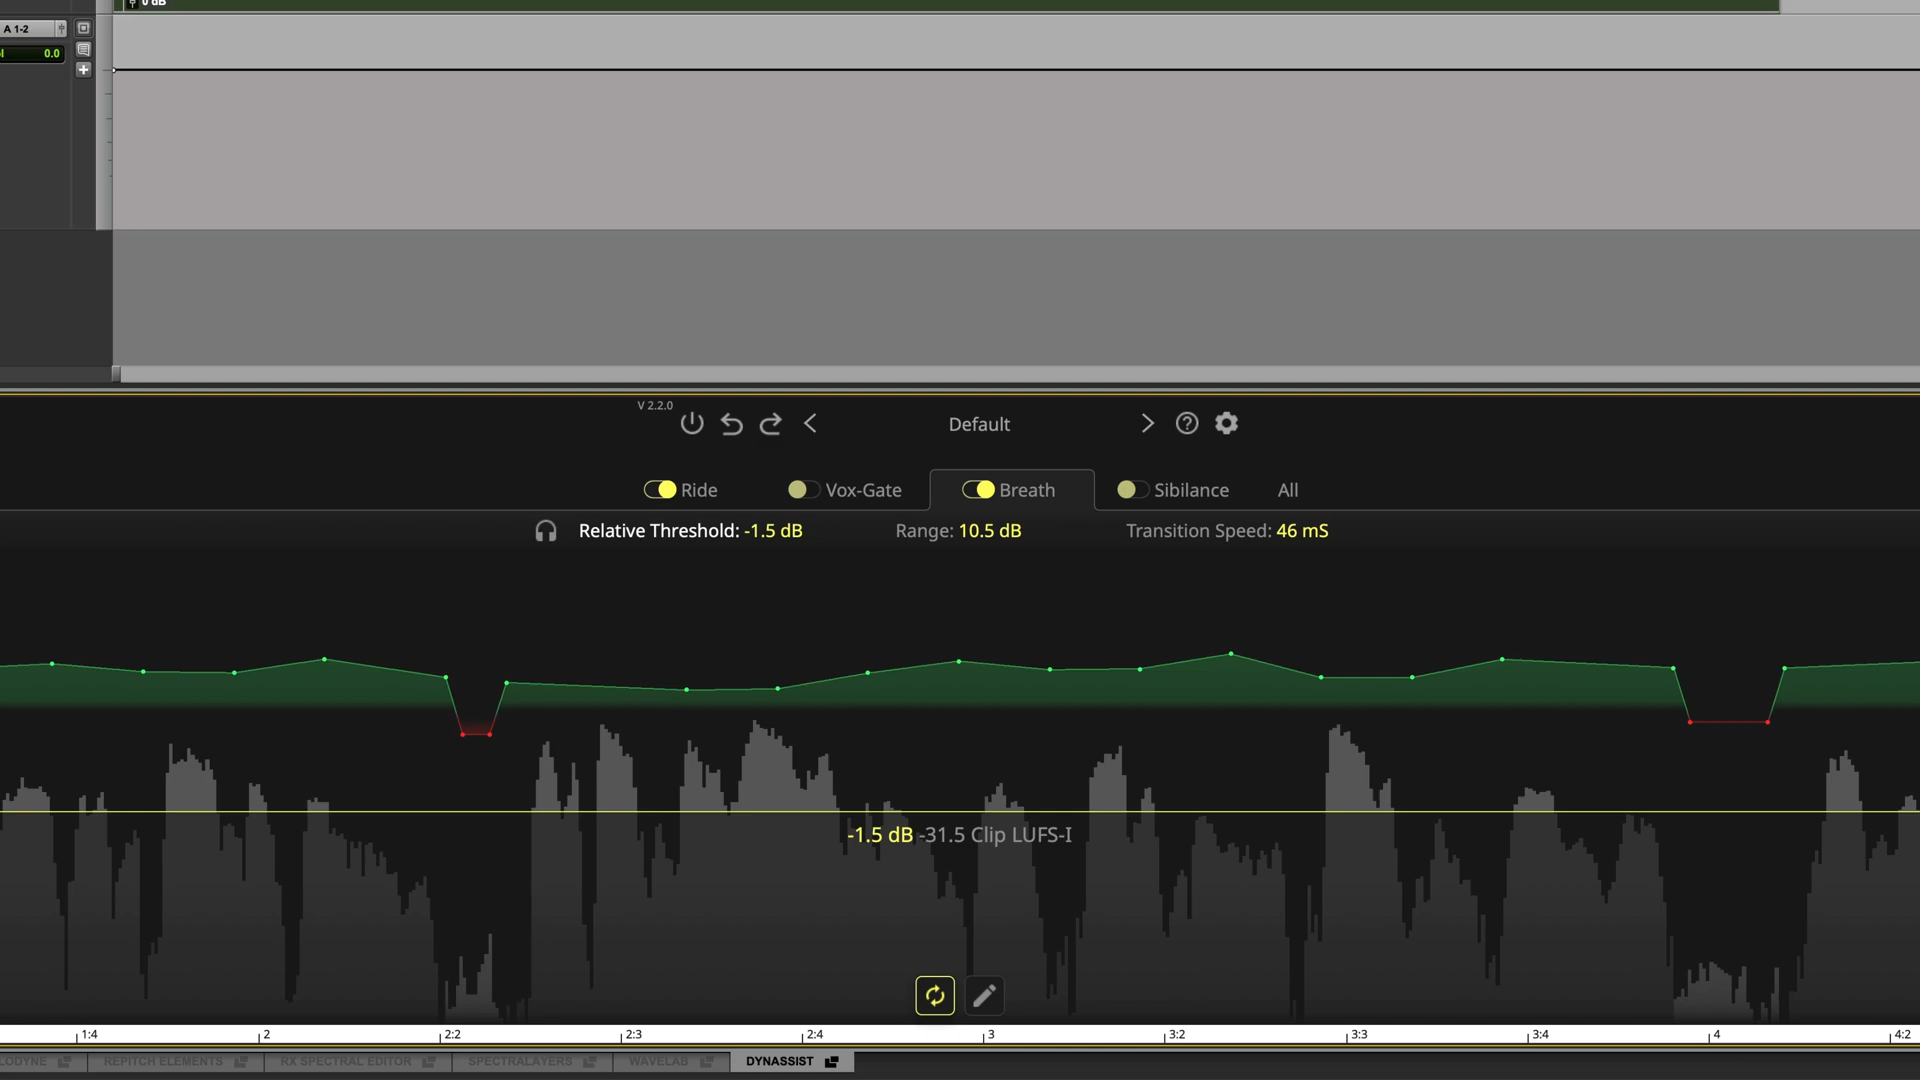 0 dB
A 1-2
0.0
V 2.2.0
Default
Ride Vox-Gate Breath Sibilance All
Relative Threshold: -1.5 dB Range: 10.5 dB Transition Speed: 46 mS
-1.5 dB -31.5 Clip LUFS-I
1:4 2 2:2 2:3 2:4 3 3:2 3:3 3:4 4 4:2
LODYNE REPITCH ELEMENTS RX SPECTRAL EDITOR SPECTRALAYERS WAVELAB DYNASSIST